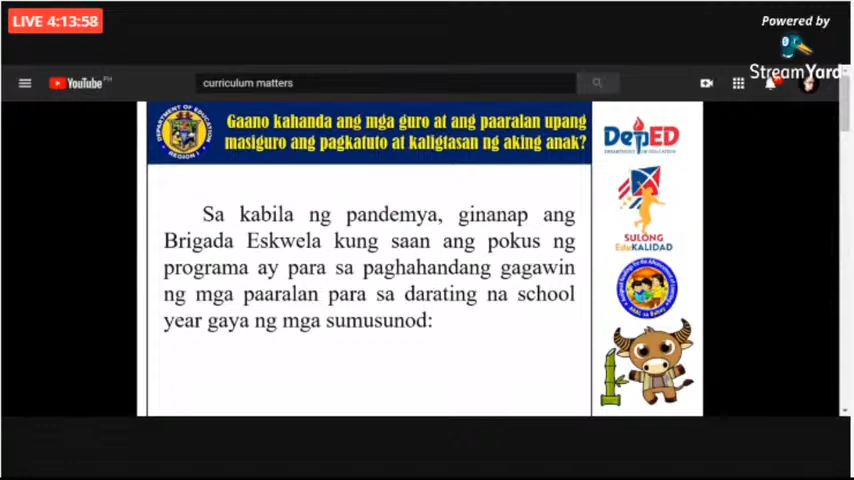 LIVE 4:13:58
Powered by
StreamYard
YouTube PH
curriculum matters
Gaano kahanda ang mga guro at ang paaralan upang
masiguro ang pagkatuto at kaligtasan ng aking anak?
DEPARTMENT OF EDUCATION
REGION I
DepED
DEPARTMENT OF EDUCATION
SULONG
EduKALIDAD
Sa kabila ng pandemya, ginanap ang
Brigada Eskwela kung saan ang pokus ng
programa ay para sa paghahandang gagawin
ng mga paaralan para sa darating na school
year gaya ng mga sumusunod: